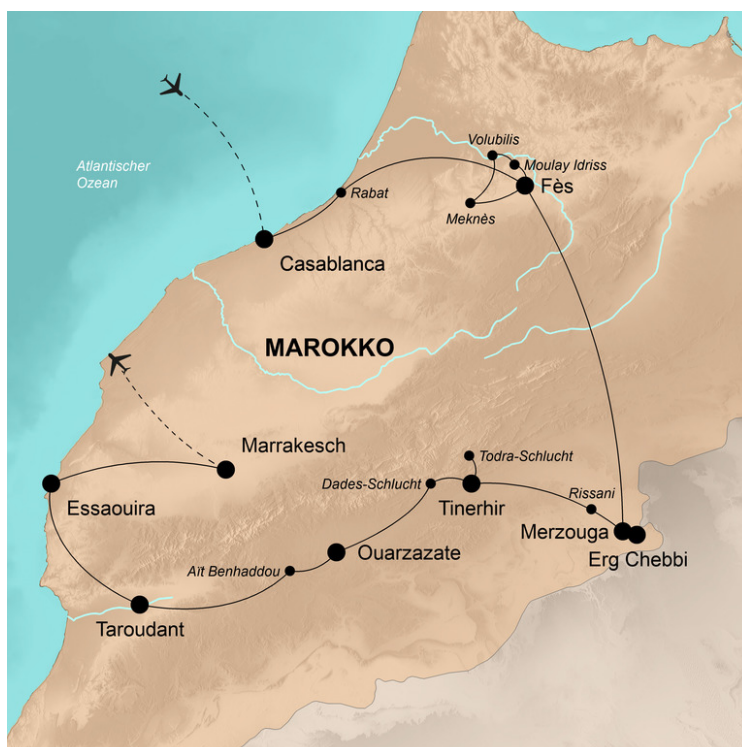 Atlantischer
Ozean
Volubilis
Moulay Idriss
Fès
Rabat
Meknès
Casablanca
MAROKKO
Marrakesch
Todra-Schlucht
Dades-Schlucht
Essaouira
Tinerhir
Rissani
Merzouga
Erg Chebbi
Ouarzazate
Aït Benhaddou
Taroudant